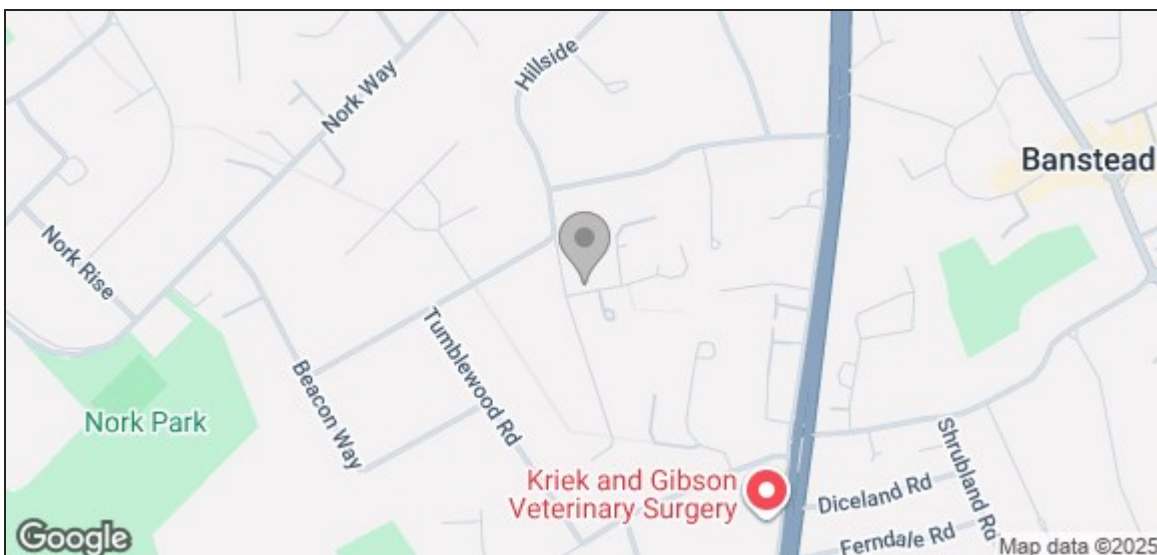 Hillside
Nork Way
Banstead
Nork Rise
Tumblewood Rd
Beacon Way
Nork Park
Kriek and Gibson
Veterinary Surgery
Shrubland Rd
Diceland Rd
Ferndale Rd
Google
Map data ©2025